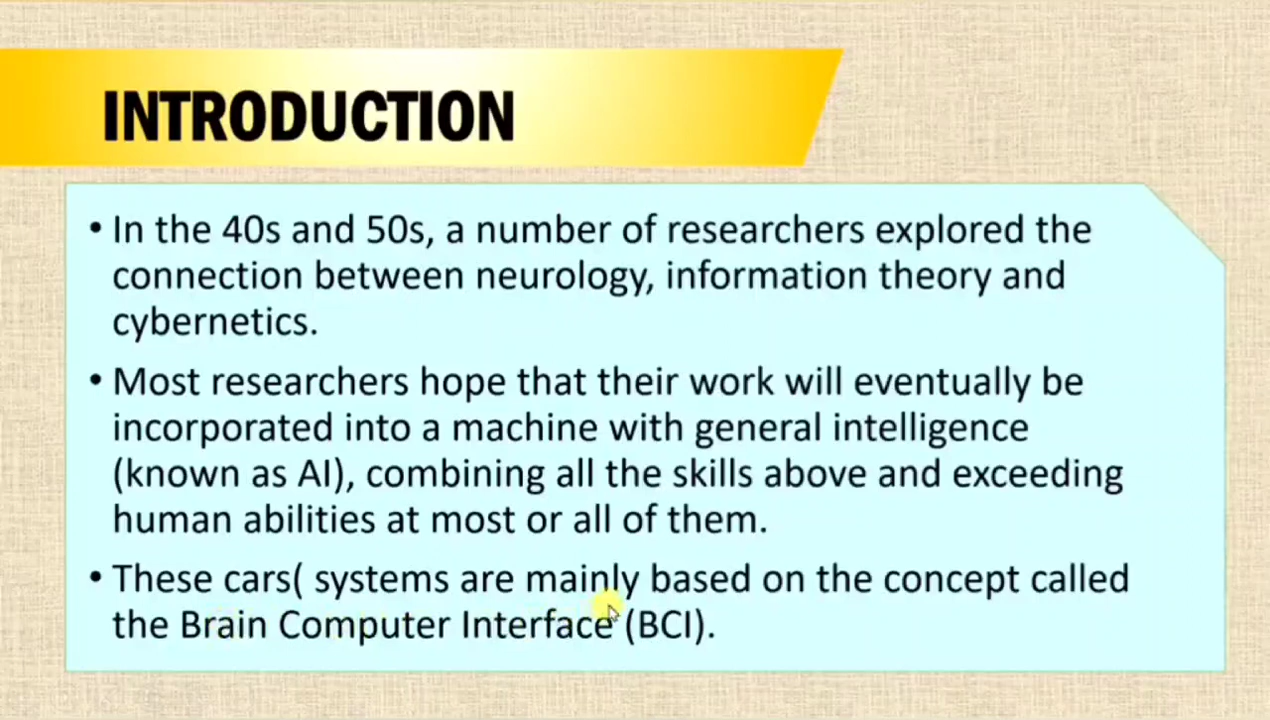 INTRODUCTION
• In the 40s and 50s, a number of researchers explored the
connection between neurology, information theory and
cybernetics.
• Most researchers hope that their work will eventually be
incorporated into a machine with general intelligence
(known as AI), combining all the skills above and exceeding
human abilities at most or all of them.
• These cars( systems are mainly based on the concept called
the Brain Computer Interface (BCI).